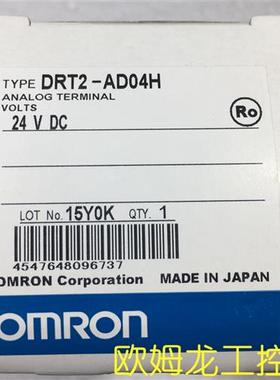 TYPE DRT2-AD04H
ANALOG TERMINAL
VOLTS
24 V DC
Ro
LOT No. 15Y0K QTY. 1
4547648096737
OMRON Corporation MADE IN JAPAN
OMRON
欧姆龙工控